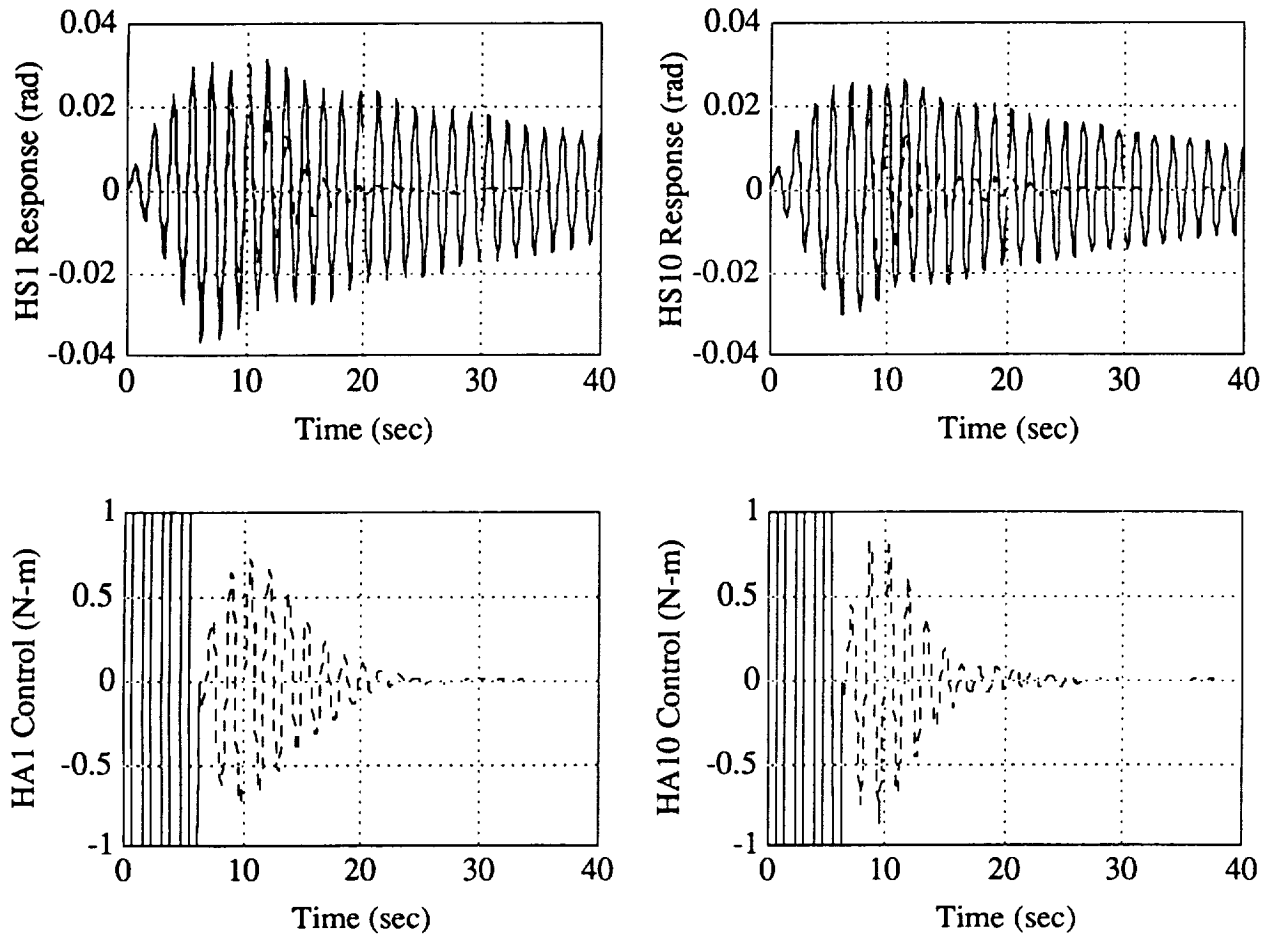 0.04
0.02
0
-0.02
-0.04
HS1 Response (rad)
0 10 20 30 40
Time (sec)
0.04
0.02
0
-0.02
-0.04
HS10 Response (rad)
0 10 20 30 40
Time (sec)
1
0.5
0
-0.5
-1
HA1 Control (N-m)
0 10 20 30 40
Time (sec)
1
0.5
0
-0.5
-1
HA10 Control (N-m)
0 10 20 30 40
Time (sec)